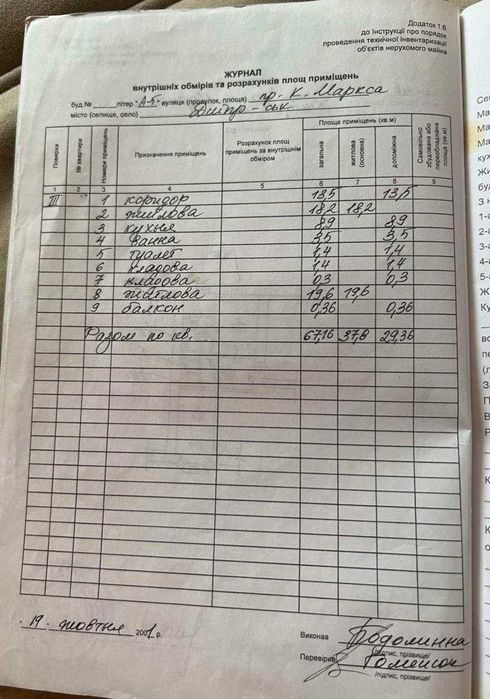 Додаток 1.6
до Інструкції про порядок
проведення технічної інвентаризації
об'єктів нерухомого майна
ЖУРНАЛ
внутрішніх обмірів та розрахунків площ приміщень
буд.№ літер "А-5" вулиця (провулок, площа) пр. К. Маркса
місто (селище, село) Дніпр-ськ
Поверхи № квартири Номери приміщень Призначення приміщень Розрахунок площ приміщень за внутрішнім обміром Площа приміщень (кв.м) загальна житлова (основна) допоміжна Самовільно збудована або переобладнана площа (кв.м)
1 2 3 4 5 6 7 8
III 1 коридор 13,5 13,5
2 житлова 18,2 18,2
3 кухня 8,9 8,9
4 ванна 3,5 3,5
5 туалет 1,4 1,4
6 кладова 1,4 1,4
7 кладова 0,3 0,3
8 житлова 19,6 19,6
9 балкон 0,36 0,36
Разом по кв. 67,16 37,8 29,36
19 жовтня 2001 р.
Виконав
/підпис, прізвище/
Перевірив
/підпис, прізвище/